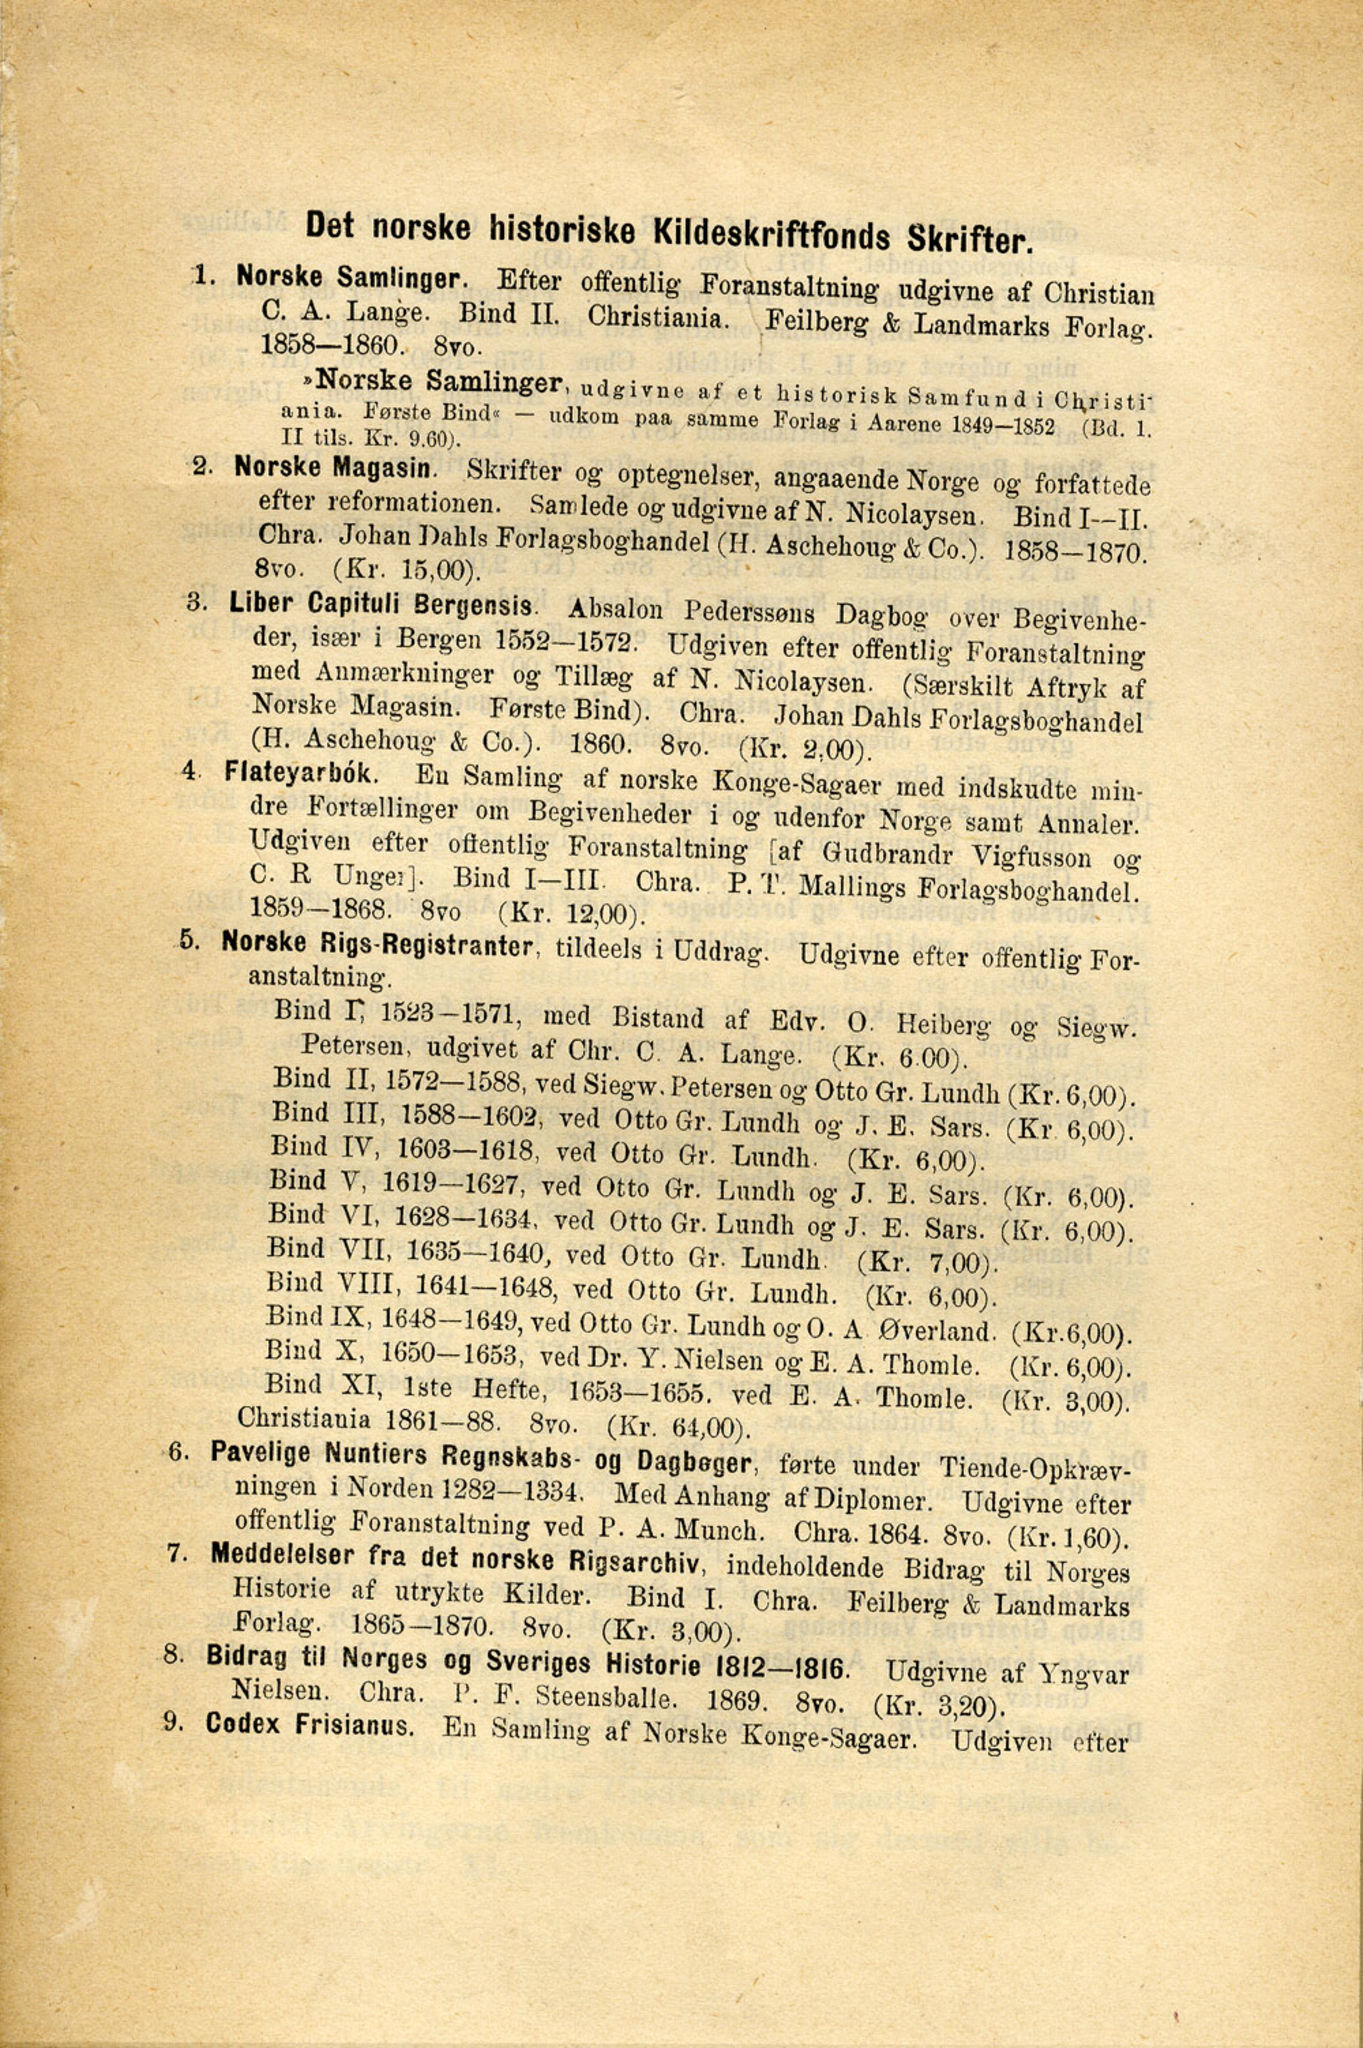 Det norske historiske Kildeskriftfonds Skrifter.
1. Norske Samlinger. Efter offentlig Foranstaltning udgivne af Christian
C. A. Lange. Bind II. Christiania. Feilberg & Landmarks Forlag.
1858—1860. 8vo.
»Norske Samlinger, udgivne af et historisk Samfund i Christi-
ania. Første Bind« — udkom paa samme Forlag i Aarene 1849—1852 (Bd. 1.
II tils. Kr. 9.60).
2. Norske Magasin. Skrifter og optegnelser, angaaende Norge og forfattede
efter reformationen. Samlede og udgivne af N. Nicolaysen. Bind I—II.
Chra. Johan Dahls Forlagsboghandel (H. Aschehoug & Co.). 1858—1870.
8vo. (Kr. 15,00).
3. Liber Capituli Bergensis. Absalon Pederssøns Dagbog over Begivenhe-
der, især i Bergen 1552—1572. Udgiven efter offentlig Foranstaltning
med Anmærkninger og Tillæg af N. Nicolaysen. (Særskilt Aftryk af
Norske Magasin. Første Bind). Chra. Johan Dahls Forlagsboghandel
(H. Aschehoug & Co.). 1860. 8vo. (Kr. 2,00).
4. Flateyarbók. En Samling af norske Konge-Sagaer med indskudte min-
dre Fortællinger om Begivenheder i og udenfor Norge samt Annaler.
Udgiven efter offentlig Foranstaltning [af Gudbrandr Vigfusson og
C. R Unger]. Bind I—III. Chra. P. T. Mallings Forlagsboghandel.
1859—1868. 8vo (Kr. 12,00).
5. Norske Rigs-Registranter, tildeels i Uddrag. Udgivne efter offentlig For-
anstaltning.
Bind I, 1523—1571, med Bistand af Edv. O. Heiberg og Siegw.
Petersen, udgivet af Chr. C. A. Lange. (Kr. 6.00).
Bind II, 1572—1588, ved Siegw. Petersen og Otto Gr. Lundh (Kr. 6,00).
Bind III, 1588—1602, ved Otto Gr. Lundh og J. E. Sars. (Kr 6,00).
Bind IV, 1603—1618, ved Otto Gr. Lundh. (Kr. 6,00).
Bind V, 1619—1627, ved Otto Gr. Lundh og J. E. Sars. (Kr. 6,00).
Bind VI, 1628—1634, ved Otto Gr. Lundh og J. E. Sars. (Kr. 6,00).
Bind VII, 1635—1640, ved Otto Gr. Lundh. (Kr. 7,00).
Bind VIII, 1641—1648, ved Otto Gr. Lundh. (Kr. 6,00).
Bind IX, 1648—1649, ved Otto Gr. Lundh og O. A Øverland. (Kr. 6,00).
Bind X, 1650—1653, ved Dr. Y. Nielsen og E. A. Thomle. (Kr. 6,00).
Bind XI, 1ste Hefte, 1653—1655. ved E. A. Thomle. (Kr. 3,00).
Christiania 1861—88. 8vo. (Kr. 64,00).
6. Pavelige Nuntiers Regnskabs- og Dagbøger, førte under Tiende-Opkræv-
ningen i Norden 1282—1334. Med Anhang af Diplomer. Udgivne efter
offentlig Foranstaltning ved P. A. Munch. Chra. 1864. 8vo. (Kr. 1,60).
7. Meddelelser fra det norske Rigsarchiv, indeholdende Bidrag til Norges
Historie af utrykte Kilder. Bind I. Chra. Feilberg & Landmarks
Forlag. 1865—1870. 8vo. (Kr. 3,00).
8. Bidrag til Norges og Sveriges Historie 1812—1816. Udgivne af Yngvar
Nielsen. Chra. P. F. Steensballe. 1869. 8vo. (Kr. 3,20).
9. Codex Frisianus. En Samling af Norske Konge-Sagaer. Udgiven efter